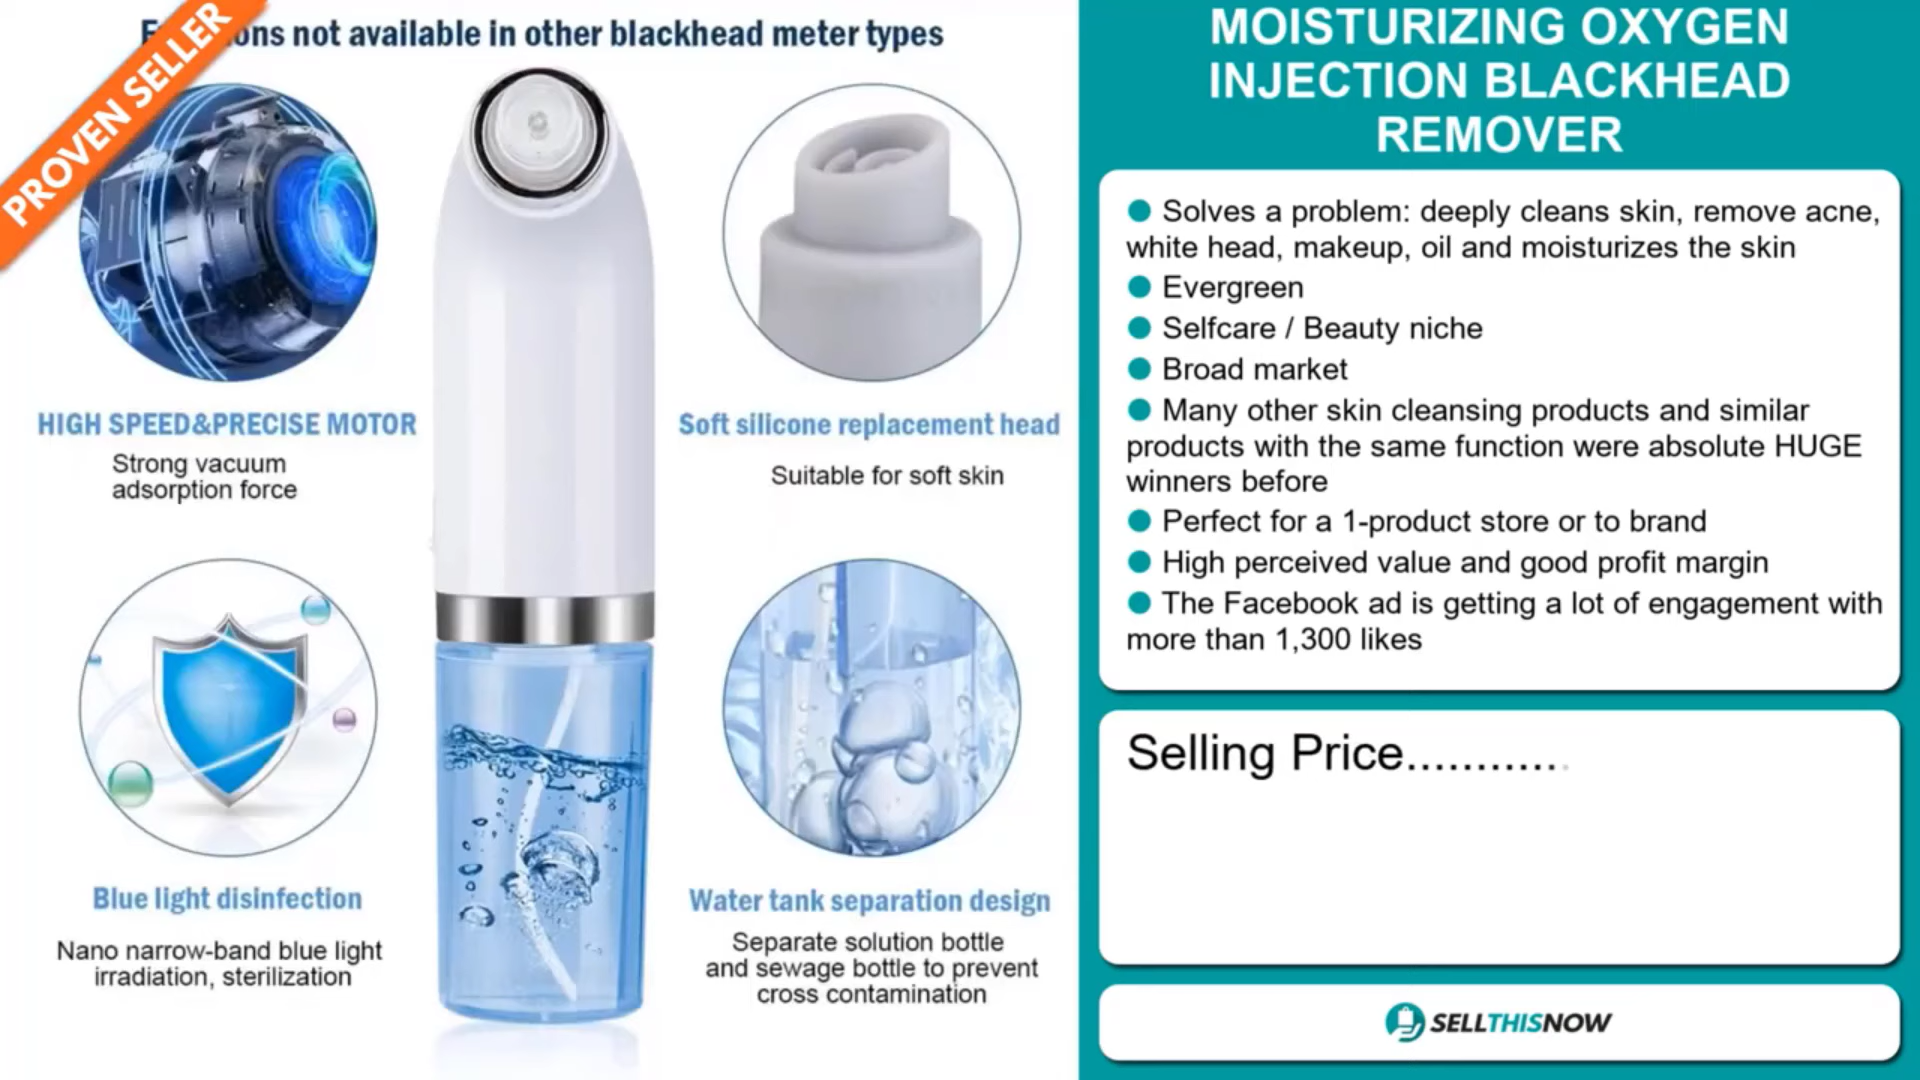 PROVEN SELLER
ons not available in other blackhead meter types
HIGH SPEED&PRECISE MOTOR
Strong vacuum
adsorption force
Soft silicone replacement head
Suitable for soft skin
Blue light disinfection
Nano narrow-band blue light
irradiation, sterilization
Water tank separation design
Separate solution bottle
and sewage bottle to prevent
cross contamination
MOISTURIZING OXYGEN
INJECTION BLACKHEAD
REMOVER
● Solves a problem: deeply cleans skin, remove acne,
white head, makeup, oil and moisturizes the skin
● Evergreen
● Selfcare / Beauty niche
● Broad market
● Many other skin cleansing products and similar
products with the same function were absolute HUGE
winners before
● Perfect for a 1-product store or to brand
● High perceived value and good profit margin
● The Facebook ad is getting a lot of engagement with
more than 1,300 likes
Selling Price............
SELLTHISNOW